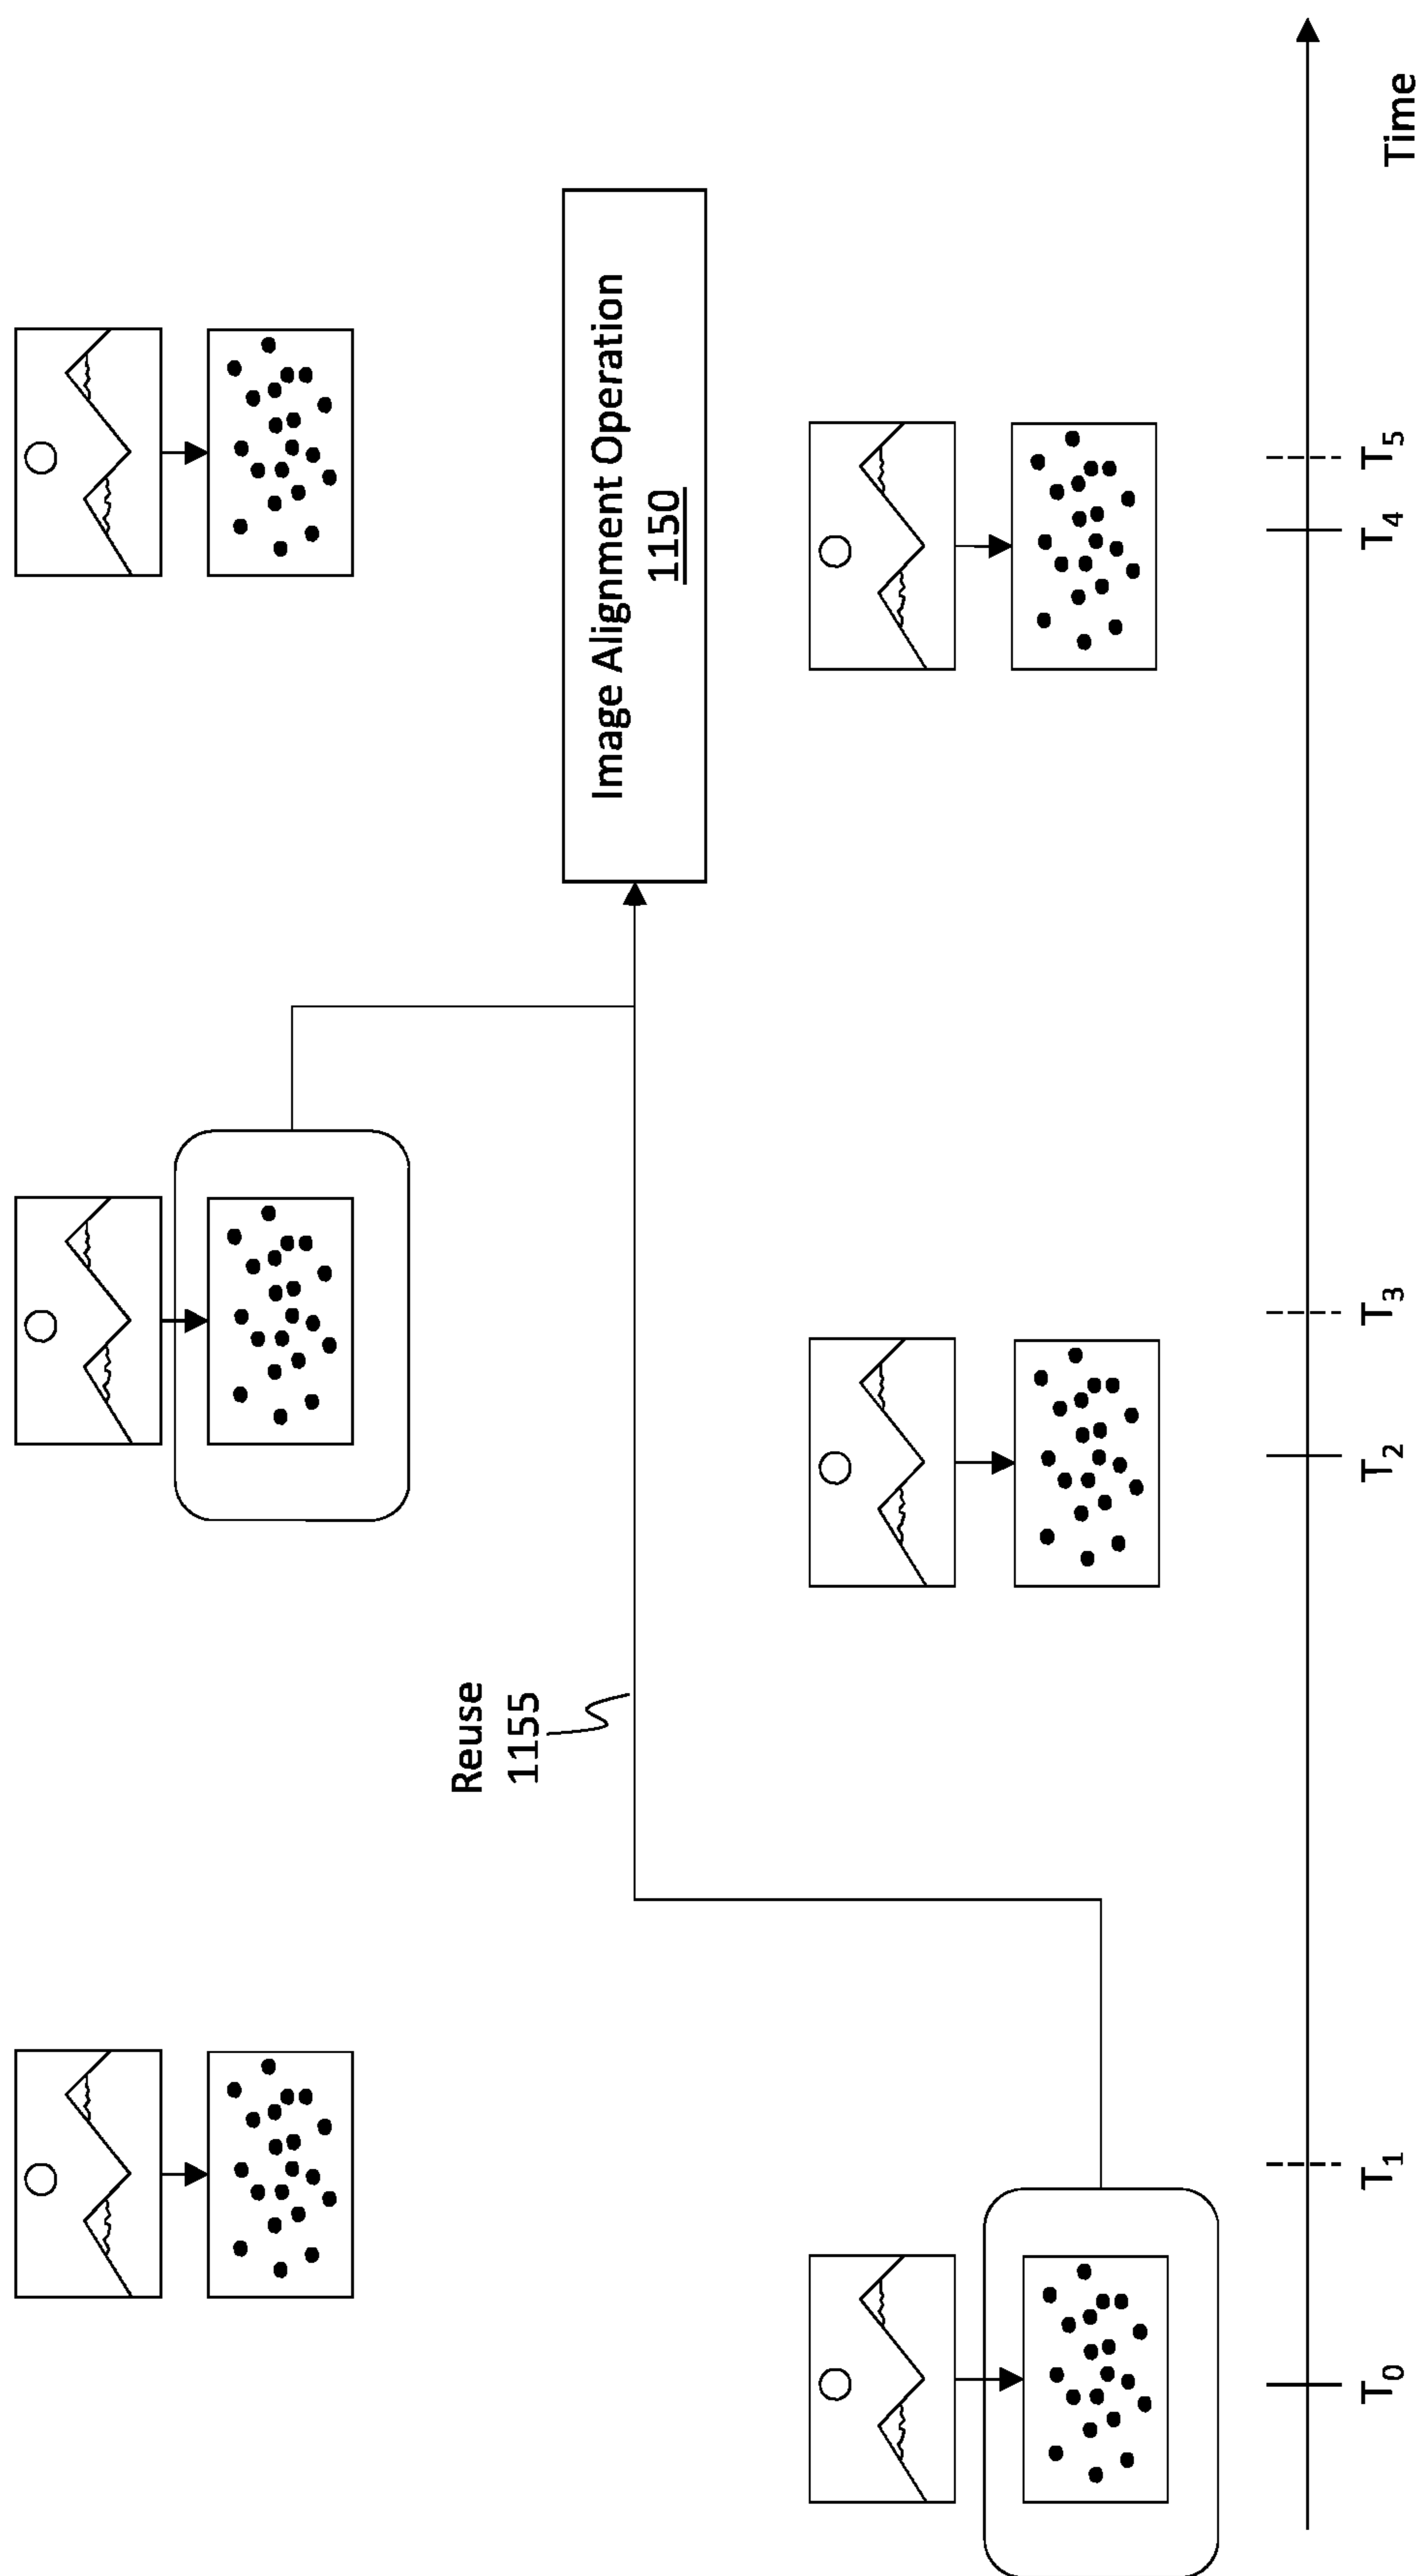 Image Alignment Operation
1150
Reuse
1155
T0
T1
T2
T3
T4
T5
Time